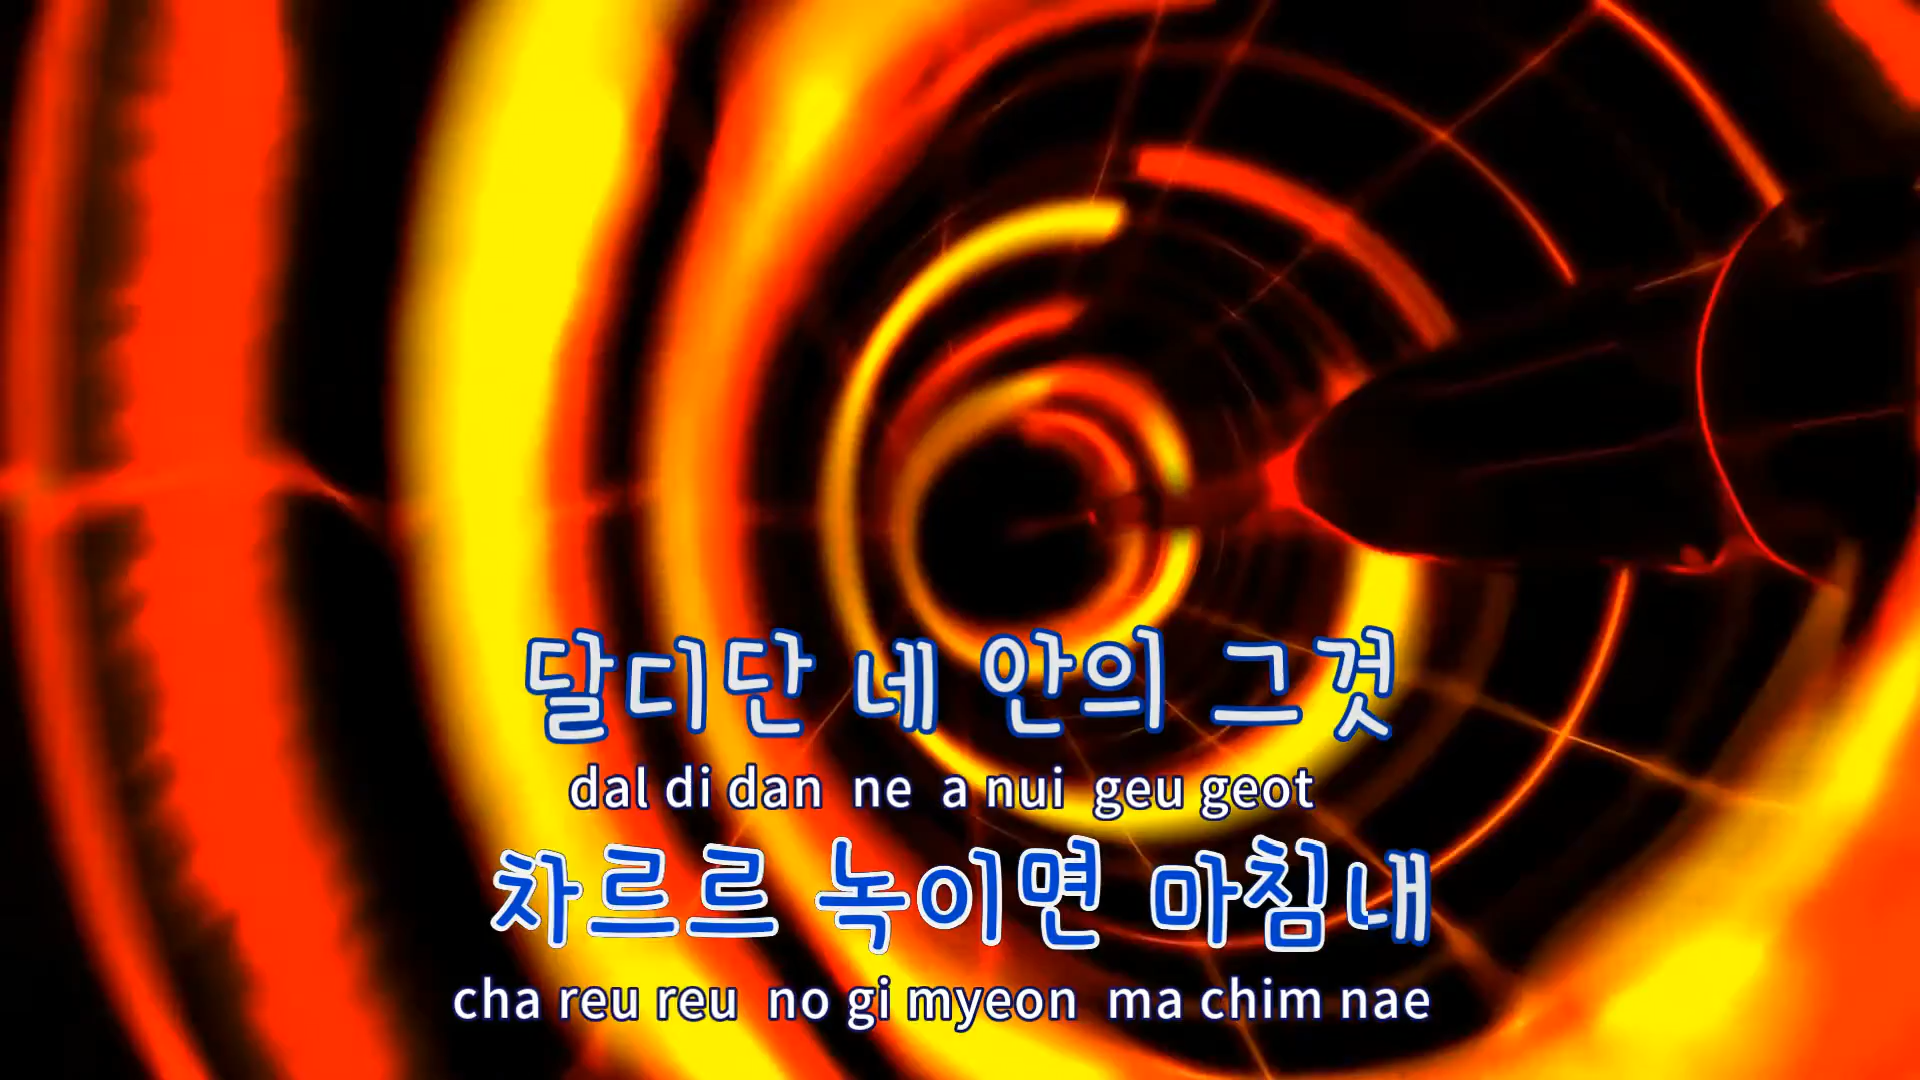 달디단 네 안의 그것
dal di dan ne a nui geu geot
차르르 녹이면 마침내
cha reu reu no gi myeon ma chim nae